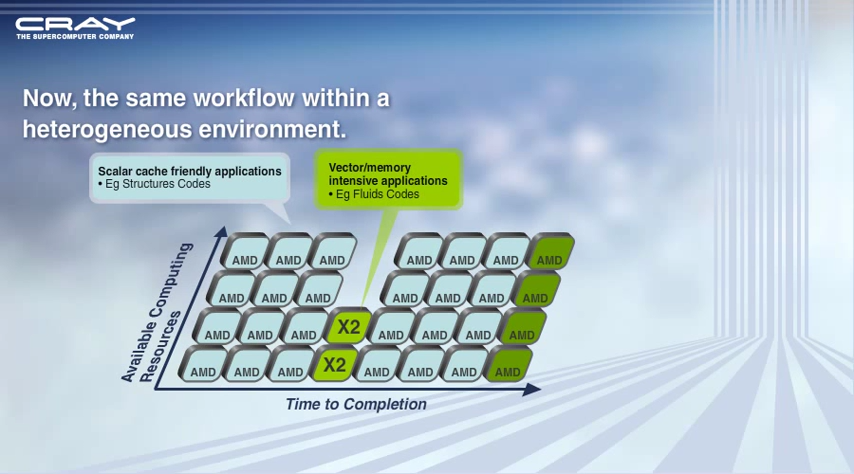 CRAY
THE SUPERCOMPUTER COMPANY
Now, the same workflow within a
heterogeneous environment.
Scalar cache friendly applications
• Eg Structures Codes
Vector/memory
intensive applications
• Eg Fluids Codes
Available Computing
Resources
AMD AMD AMD AMD AMD AMD AMD
AMD AMD AMD AMD AMD AMD AMD
AMD AMD AMD X2 AMD AMD AMD AMD
AMD AMD AMD X2 AMD AMD AMD AMD
Time to Completion